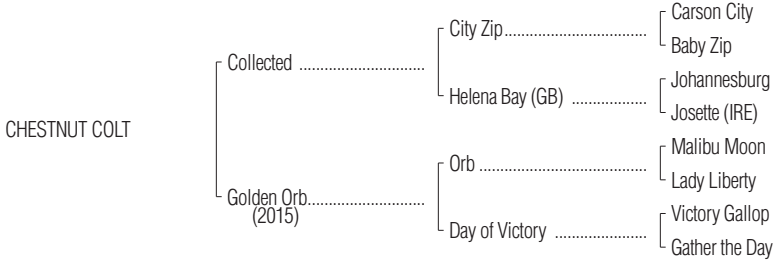 Carson City
City Zip
Baby Zip
Collected
Johannesburg
Helena Bay (GB)
Josette (IRE)
CHESTNUT COLT
Malibu Moon
Orb
Lady Liberty
Golden Orb
(2015)
Victory Gallop
Day of Victory
Gather the Day